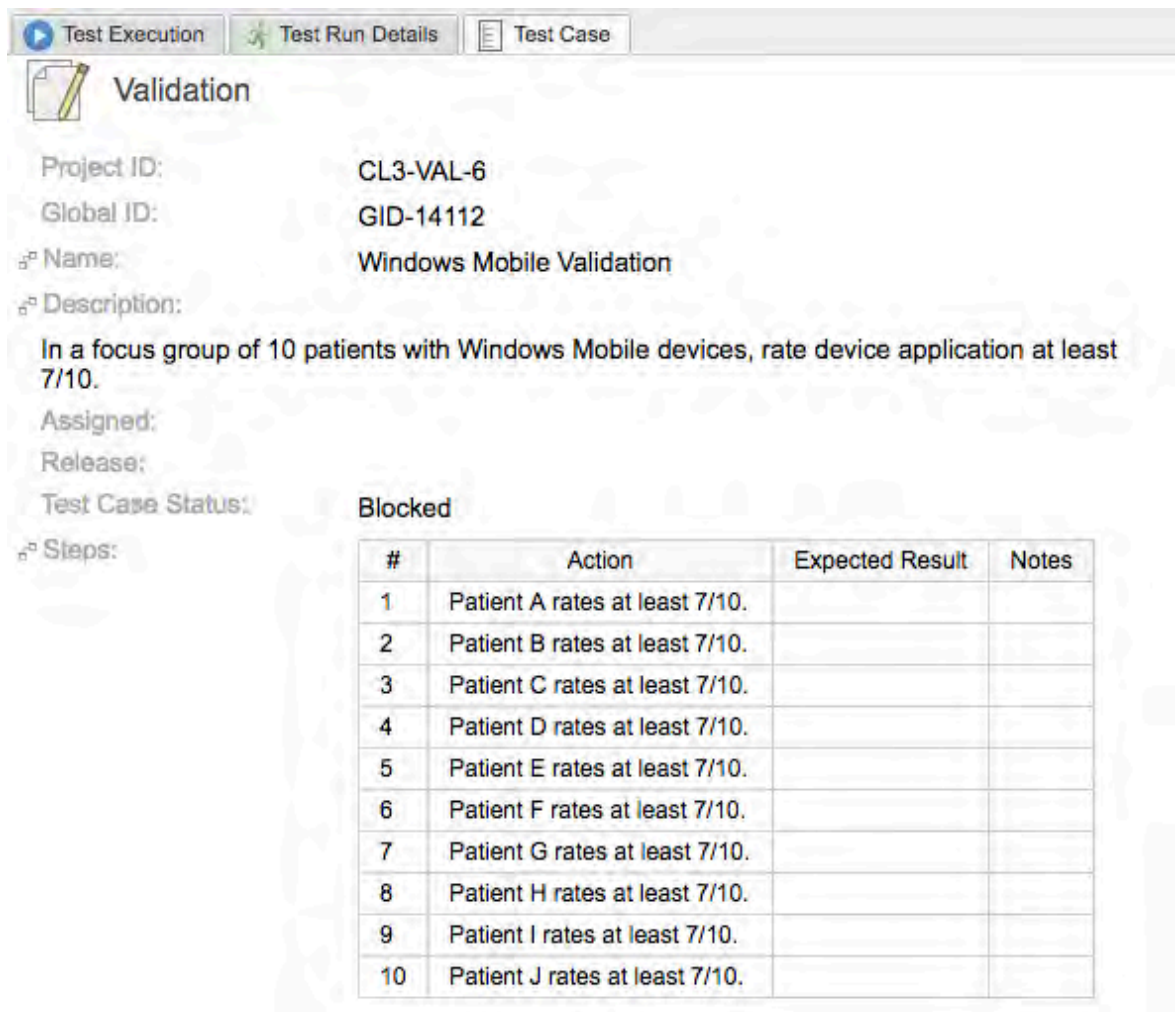 Test Execution Test Run Details Test Case
Validation
Project ID: CL3-VAL-6
Global ID: GID-14112
Name: Windows Mobile Validation
Description:
In a focus group of 10 patients with Windows Mobile devices, rate device application at least
7/10.
Assigned:
Release:
Test Case Status: Blocked
Steps:
# Action Expected Result Notes
1 Patient A rates at least 7/10.
2 Patient B rates at least 7/10.
3 Patient C rates at least 7/10.
4 Patient D rates at least 7/10.
5 Patient E rates at least 7/10.
6 Patient F rates at least 7/10.
7 Patient G rates at least 7/10.
8 Patient H rates at least 7/10.
9 Patient I rates at least 7/10.
10 Patient J rates at least 7/10.